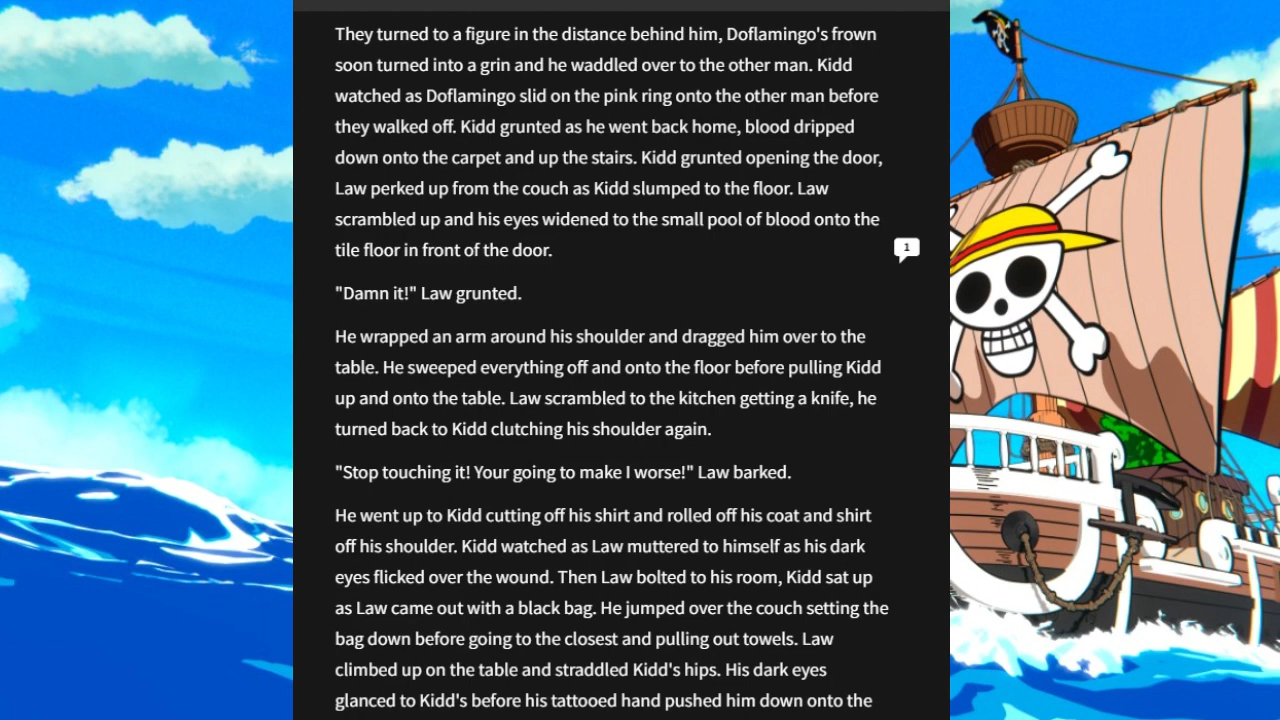 They turned to a figure in the distance behind him, Doflamingo's frown
soon turned into a grin and he waddled over to the other man. Kidd
watched as Doflamingo slid on the pink ring onto the other man before
they walked off. Kidd grunted as he went back home, blood dripped
down onto the carpet and up the stairs. Kidd grunted opening the door,
Law perked up from the couch as Kidd slumped to the floor. Law
scrambled up and his eyes widened to the small pool of blood onto the
tile floor in front of the door.
1
"Damn it!" Law grunted.
He wrapped an arm around his shoulder and dragged him over to the
table. He sweeped everything off and onto the floor before pulling Kidd
up and onto the table. Law scrambled to the kitchen getting a knife, he
turned back to Kidd clutching his shoulder again.
"Stop touching it! Your going to make I worse!" Law barked.
He went up to Kidd cutting off his shirt and rolled off his coat and shirt
off his shoulder. Kidd watched as Law muttered to himself as his dark
eyes flicked over the wound. Then Law bolted to his room, Kidd sat up
as Law came out with a black bag. He jumped over the couch setting the
bag down before going to the closest and pulling out towels. Law
climbed up on the table and straddled Kidd's hips. His dark eyes
glanced to Kidd's before his tattooed hand pushed him down onto the